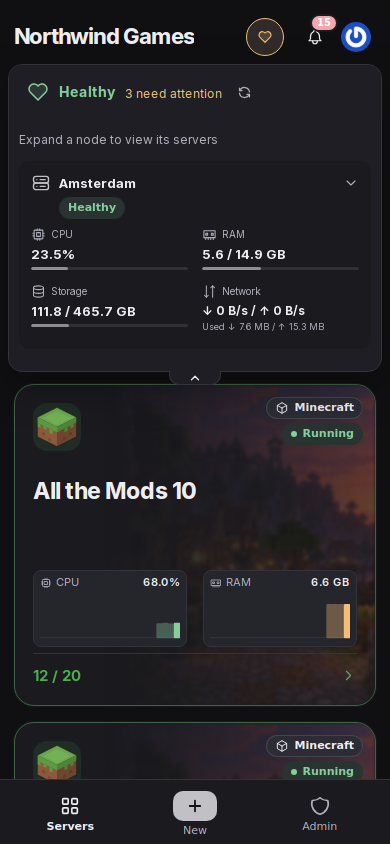 Northwind Games
15
Healthy 3 need attention
Expand a node to view its servers
Amsterdam
Healthy
CPU
23.5%
RAM
5.6 / 14.9 GB
Storage
111.8 / 465.7 GB
Network
↓ 0 B/s / ↑ 0 B/s
Used ↓ 7.6 MB / ↑ 15.3 MB
Minecraft
Running
All the Mods 10
CPU 68.0%
RAM 6.6 GB
12 / 20
Minecraft
Running
Servers
New
Admin